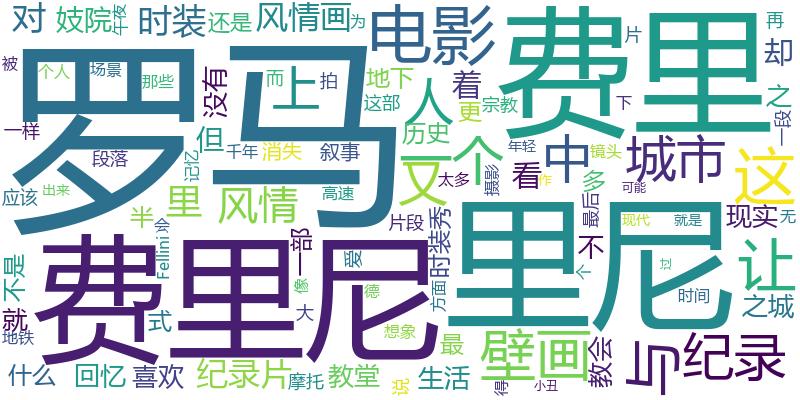 对 妓院 午夜 时装 还是 风情画 为 电影 费里 片 再 却
被 个人 场景 那些 罗马 没有 上 地下 着 人 更 宗教 下 之
一样 段落 但 千年 消失 叙事 拍 这部 历史 又 个 看 中 城市 一段 这
应该 出来 记忆 里 风情 高速 太多 摄影 年轻 镜头 多 作 可能 最后
半 片段 时装秀 里尼 不 现代 就是 现实 无
不是 Fellini 会 费里尼 一部 像 爱 德 方面 个 过 时间 让 之城
就 地铁 式 大 想象 最 壁画 教会 与 纪录
什么 回忆 喜欢 纪录片 摩托 教堂 说 生活 得 小丑